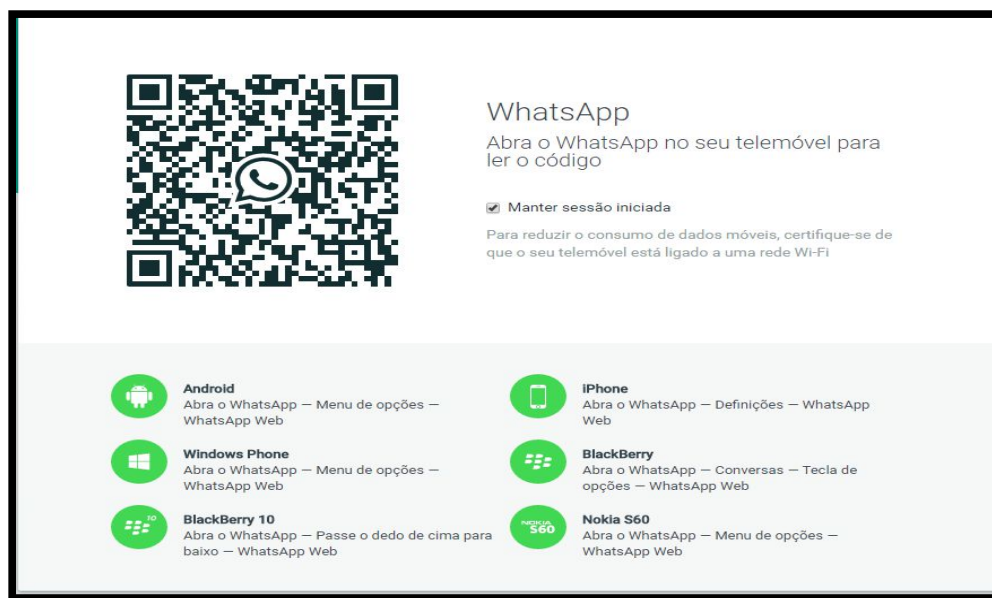 WhatsApp
Abra o WhatsApp no seu telemóvel para
ler o código
Manter sessão iniciada
Para reduzir o consumo de dados móveis, certifique-se de
que o seu telemóvel está ligado a uma rede Wi-Fi
Android
Abra o WhatsApp — Menu de opções —
WhatsApp Web
iPhone
Abra o WhatsApp — Definições — WhatsApp
Web
Windows Phone
Abra o WhatsApp — Menu de opções —
WhatsApp Web
BlackBerry
Abra o WhatsApp — Conversas — Tecla de
opções — WhatsApp Web
10
BlackBerry 10
Abra o WhatsApp — Passe o dedo de cima para
baixo — WhatsApp Web
NOKIA
S60
Nokia S60
Abra o WhatsApp — Menu de opções —
WhatsApp Web